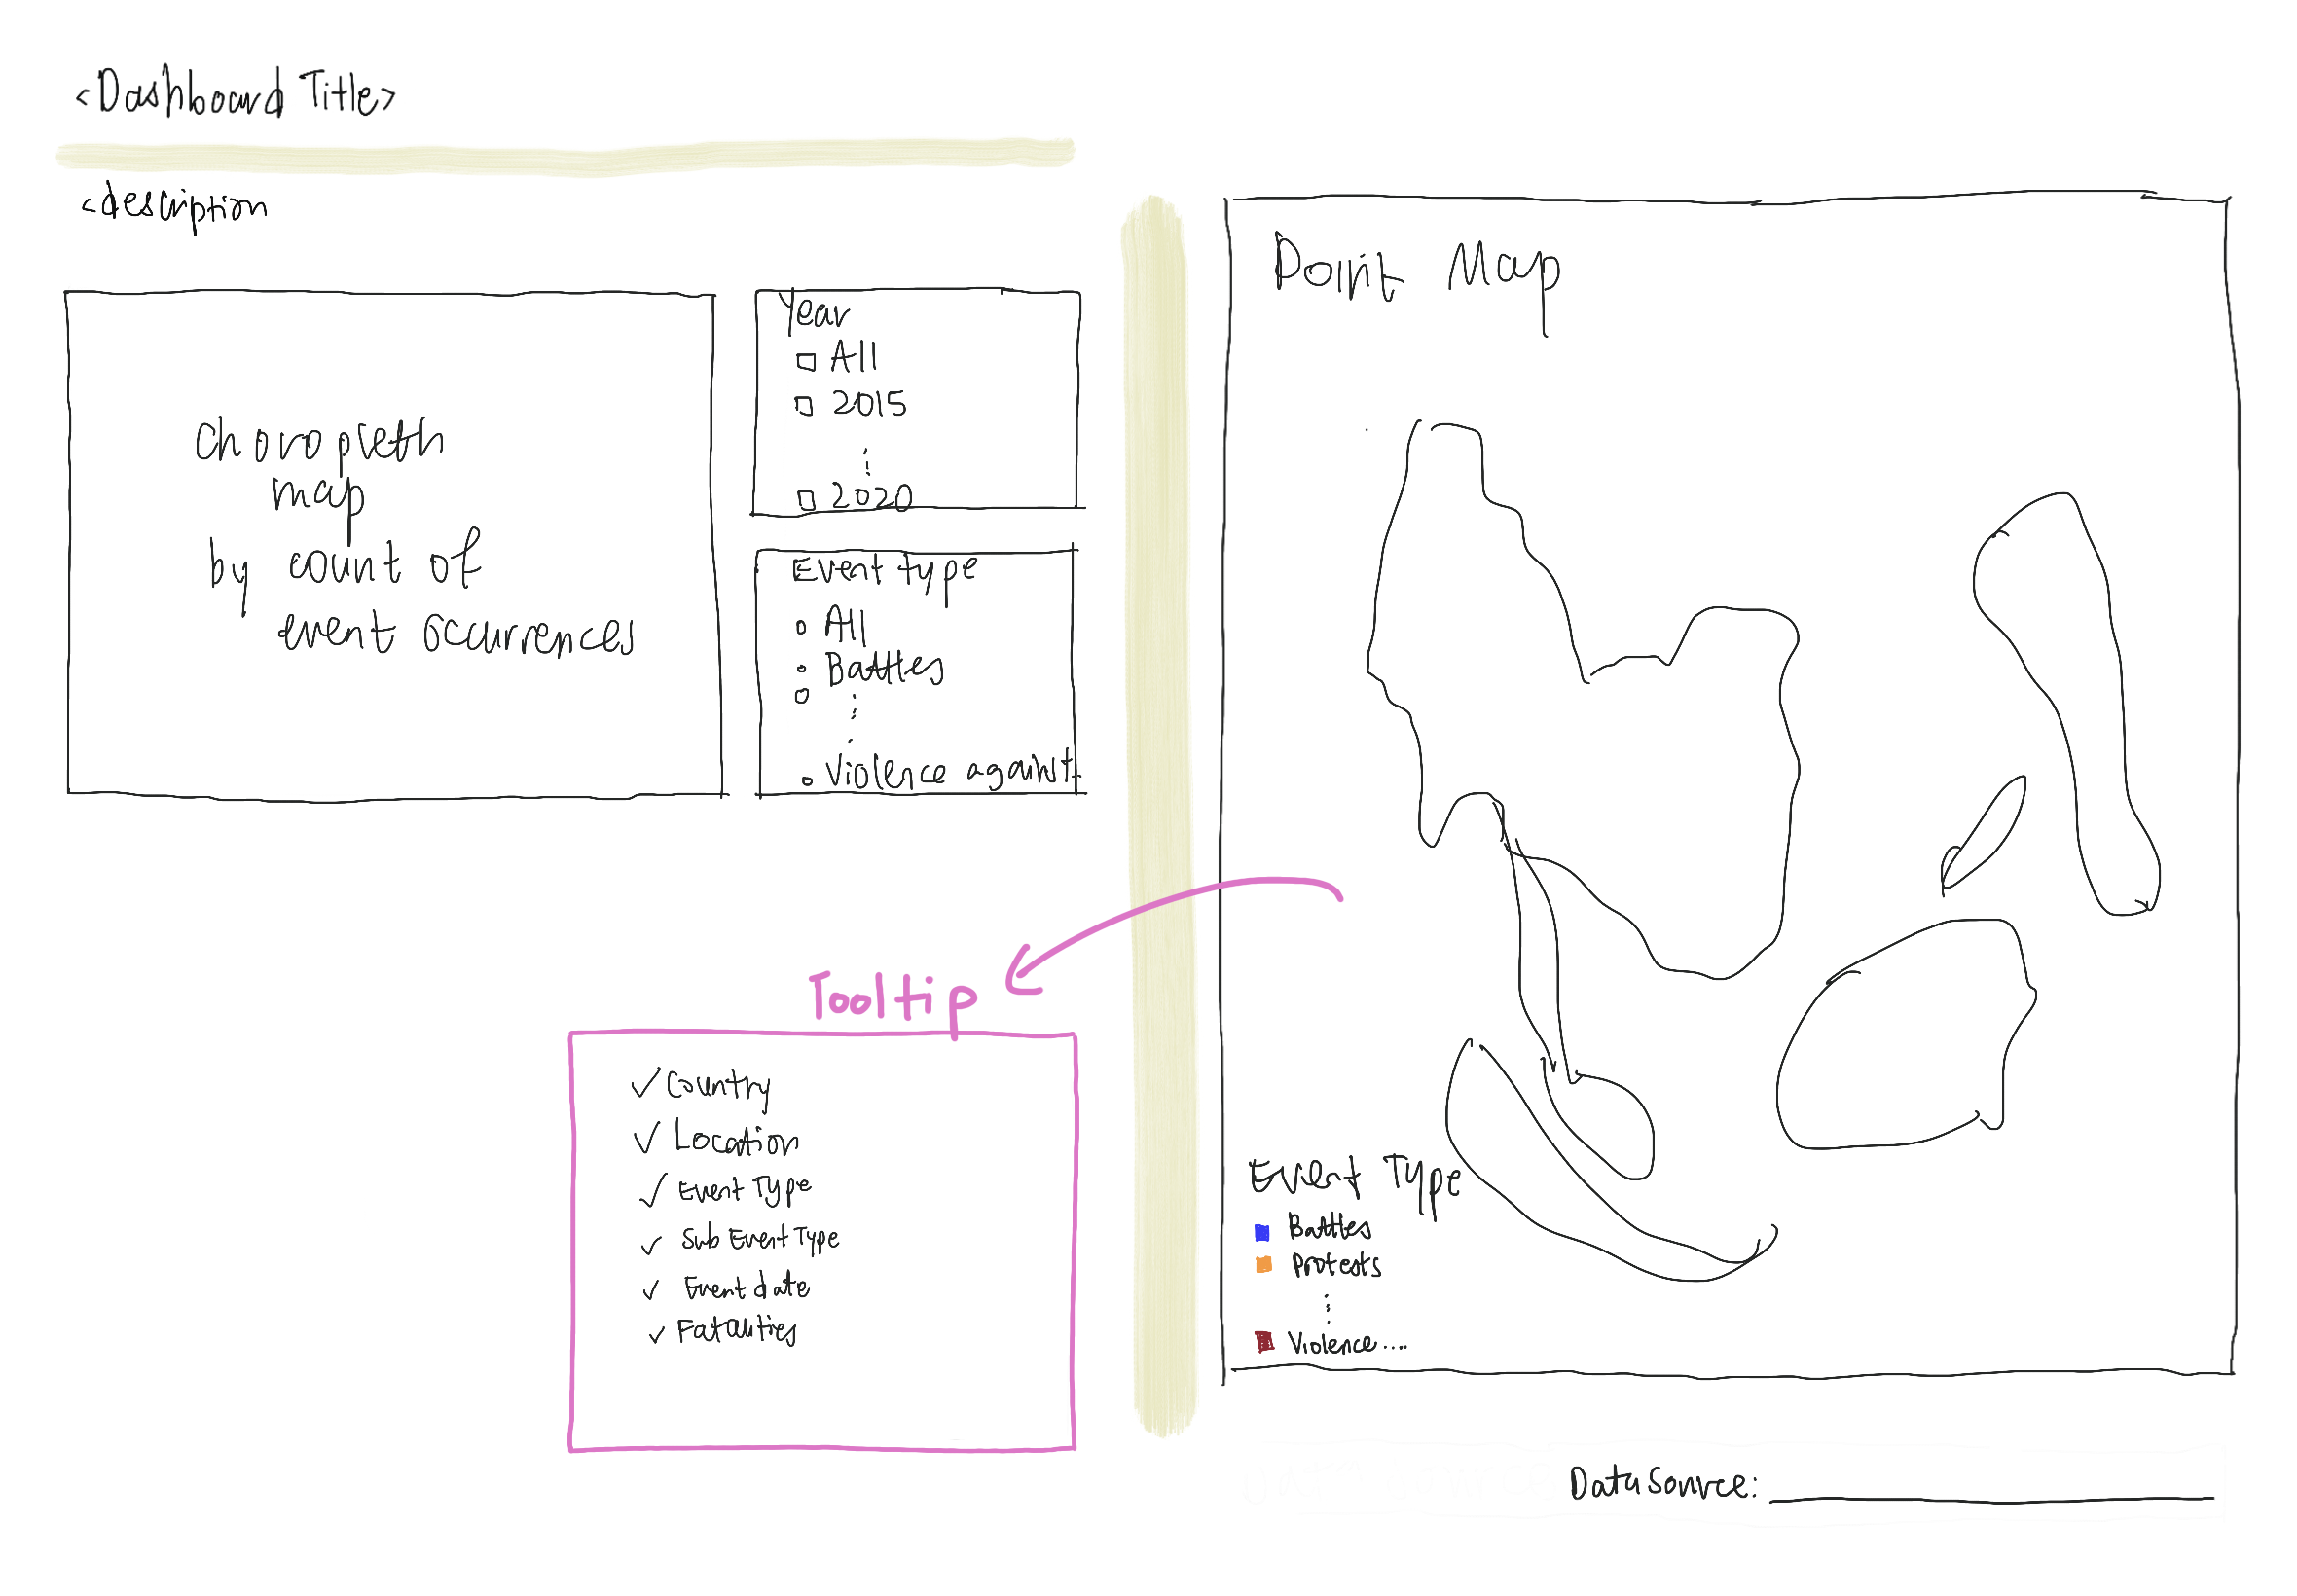 <Dashboard Title>
<description
Choropleth
map
by count of
event occurrences
Year
All
2015
2020
Event type
All
Battles
Violence against
Point Map
Event Type
Battles
Protests
Violence....
Tooltip
Country
Location
Event Type
Sub Event Type
Event date
Fatalities
Data Source: